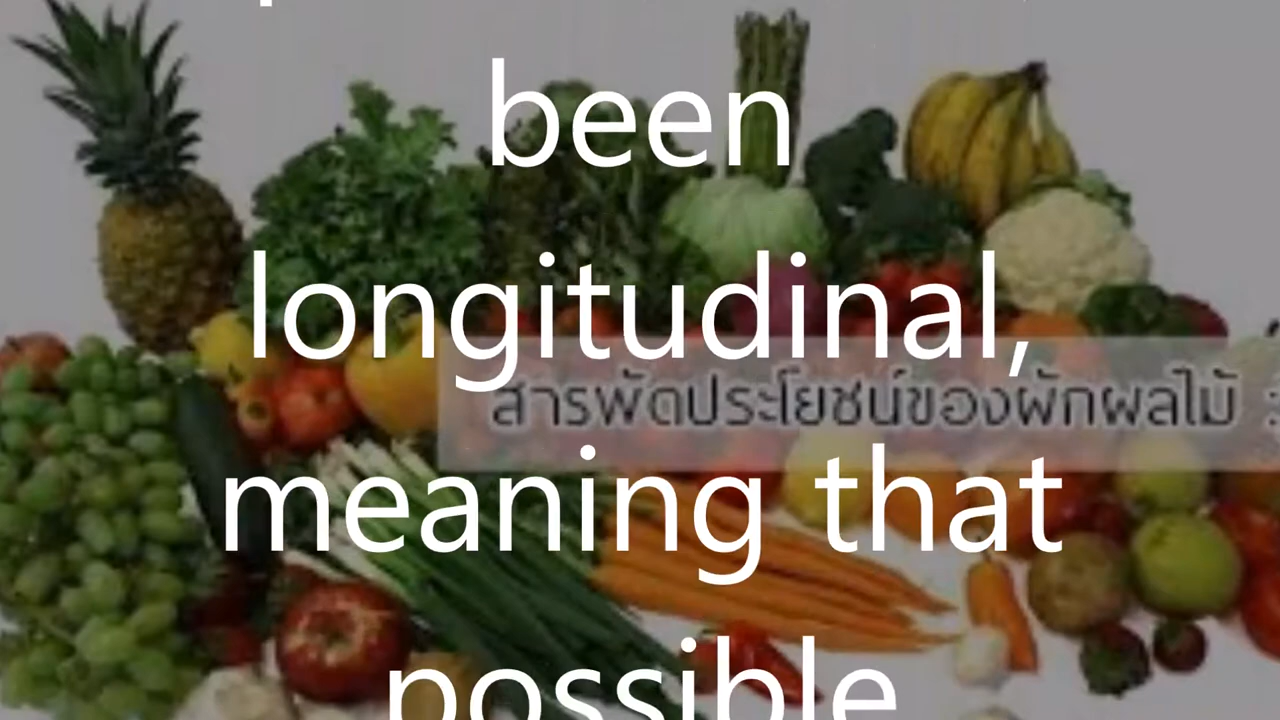 been
longitudinal,
สารพัดประโยชน์ของผักผลไม้ :
meaning that
possible